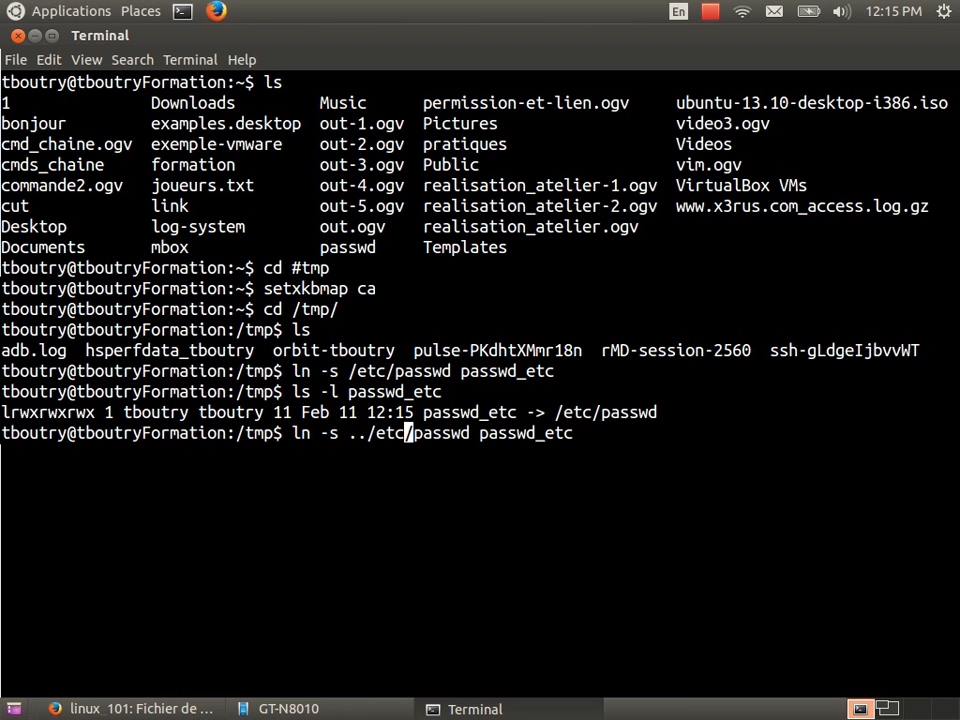 Applications Places En 12:15 PM
Terminal
File Edit View Search Terminal Help
tboutry@tboutryFormation:~$ ls
1 Downloads Music permission-et-lien.ogv ubuntu-13.10-desktop-i386.iso
bonjour examples.desktop out-1.ogv Pictures video3.ogv
cmd_chaine.ogv exemple-vmware out-2.ogv pratiques Videos
cmds_chaine formation out-3.ogv Public vim.ogv
commande2.ogv joueurs.txt out-4.ogv realisation_atelier-1.ogv VirtualBox VMs
cut link out-5.ogv realisation_atelier-2.ogv www.x3rus.com_access.log.gz
Desktop log-system out.ogv realisation_atelier.ogv
Documents mbox passwd Templates
tboutry@tboutryFormation:~$ cd #tmp
tboutry@tboutryFormation:~$ setxkbmap ca
tboutry@tboutryFormation:~$ cd /tmp/
tboutry@tboutryFormation:/tmp$ ls
adb.log hsperfdata_tboutry orbit-tboutry pulse-PKdhtXMmr18n rMD-session-2560 ssh-gLdgeIjbvvWT
tboutry@tboutryFormation:/tmp$ ln -s /etc/passwd passwd_etc
tboutry@tboutryFormation:/tmp$ ls -l passwd_etc
lrwxrwxrwx 1 tboutry tboutry 11 Feb 11 12:15 passwd_etc -> /etc/passwd
tboutry@tboutryFormation:/tmp$ ln -s ../etc/passwd passwd_etc
linux_101: Fichier de ... GT-N8010 Terminal